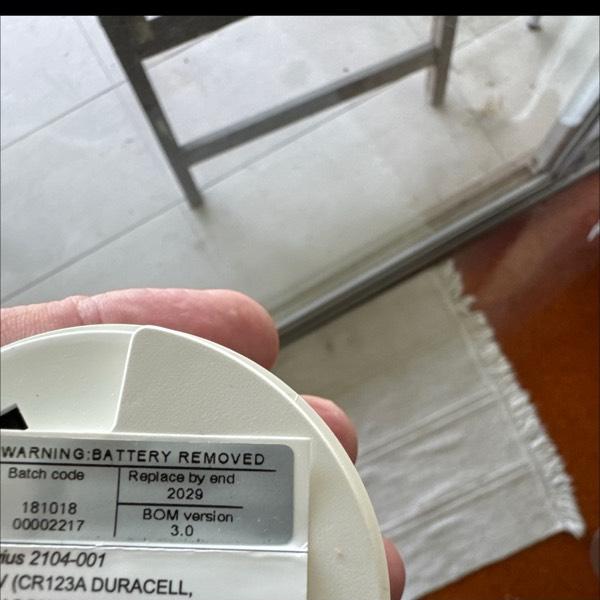 WARNING:BATTERY REMOVED
Batch code
Replace by end
2029
181018
00002217
BOM version
3.0
rius 2104-001
V (CR123A DURACELL,